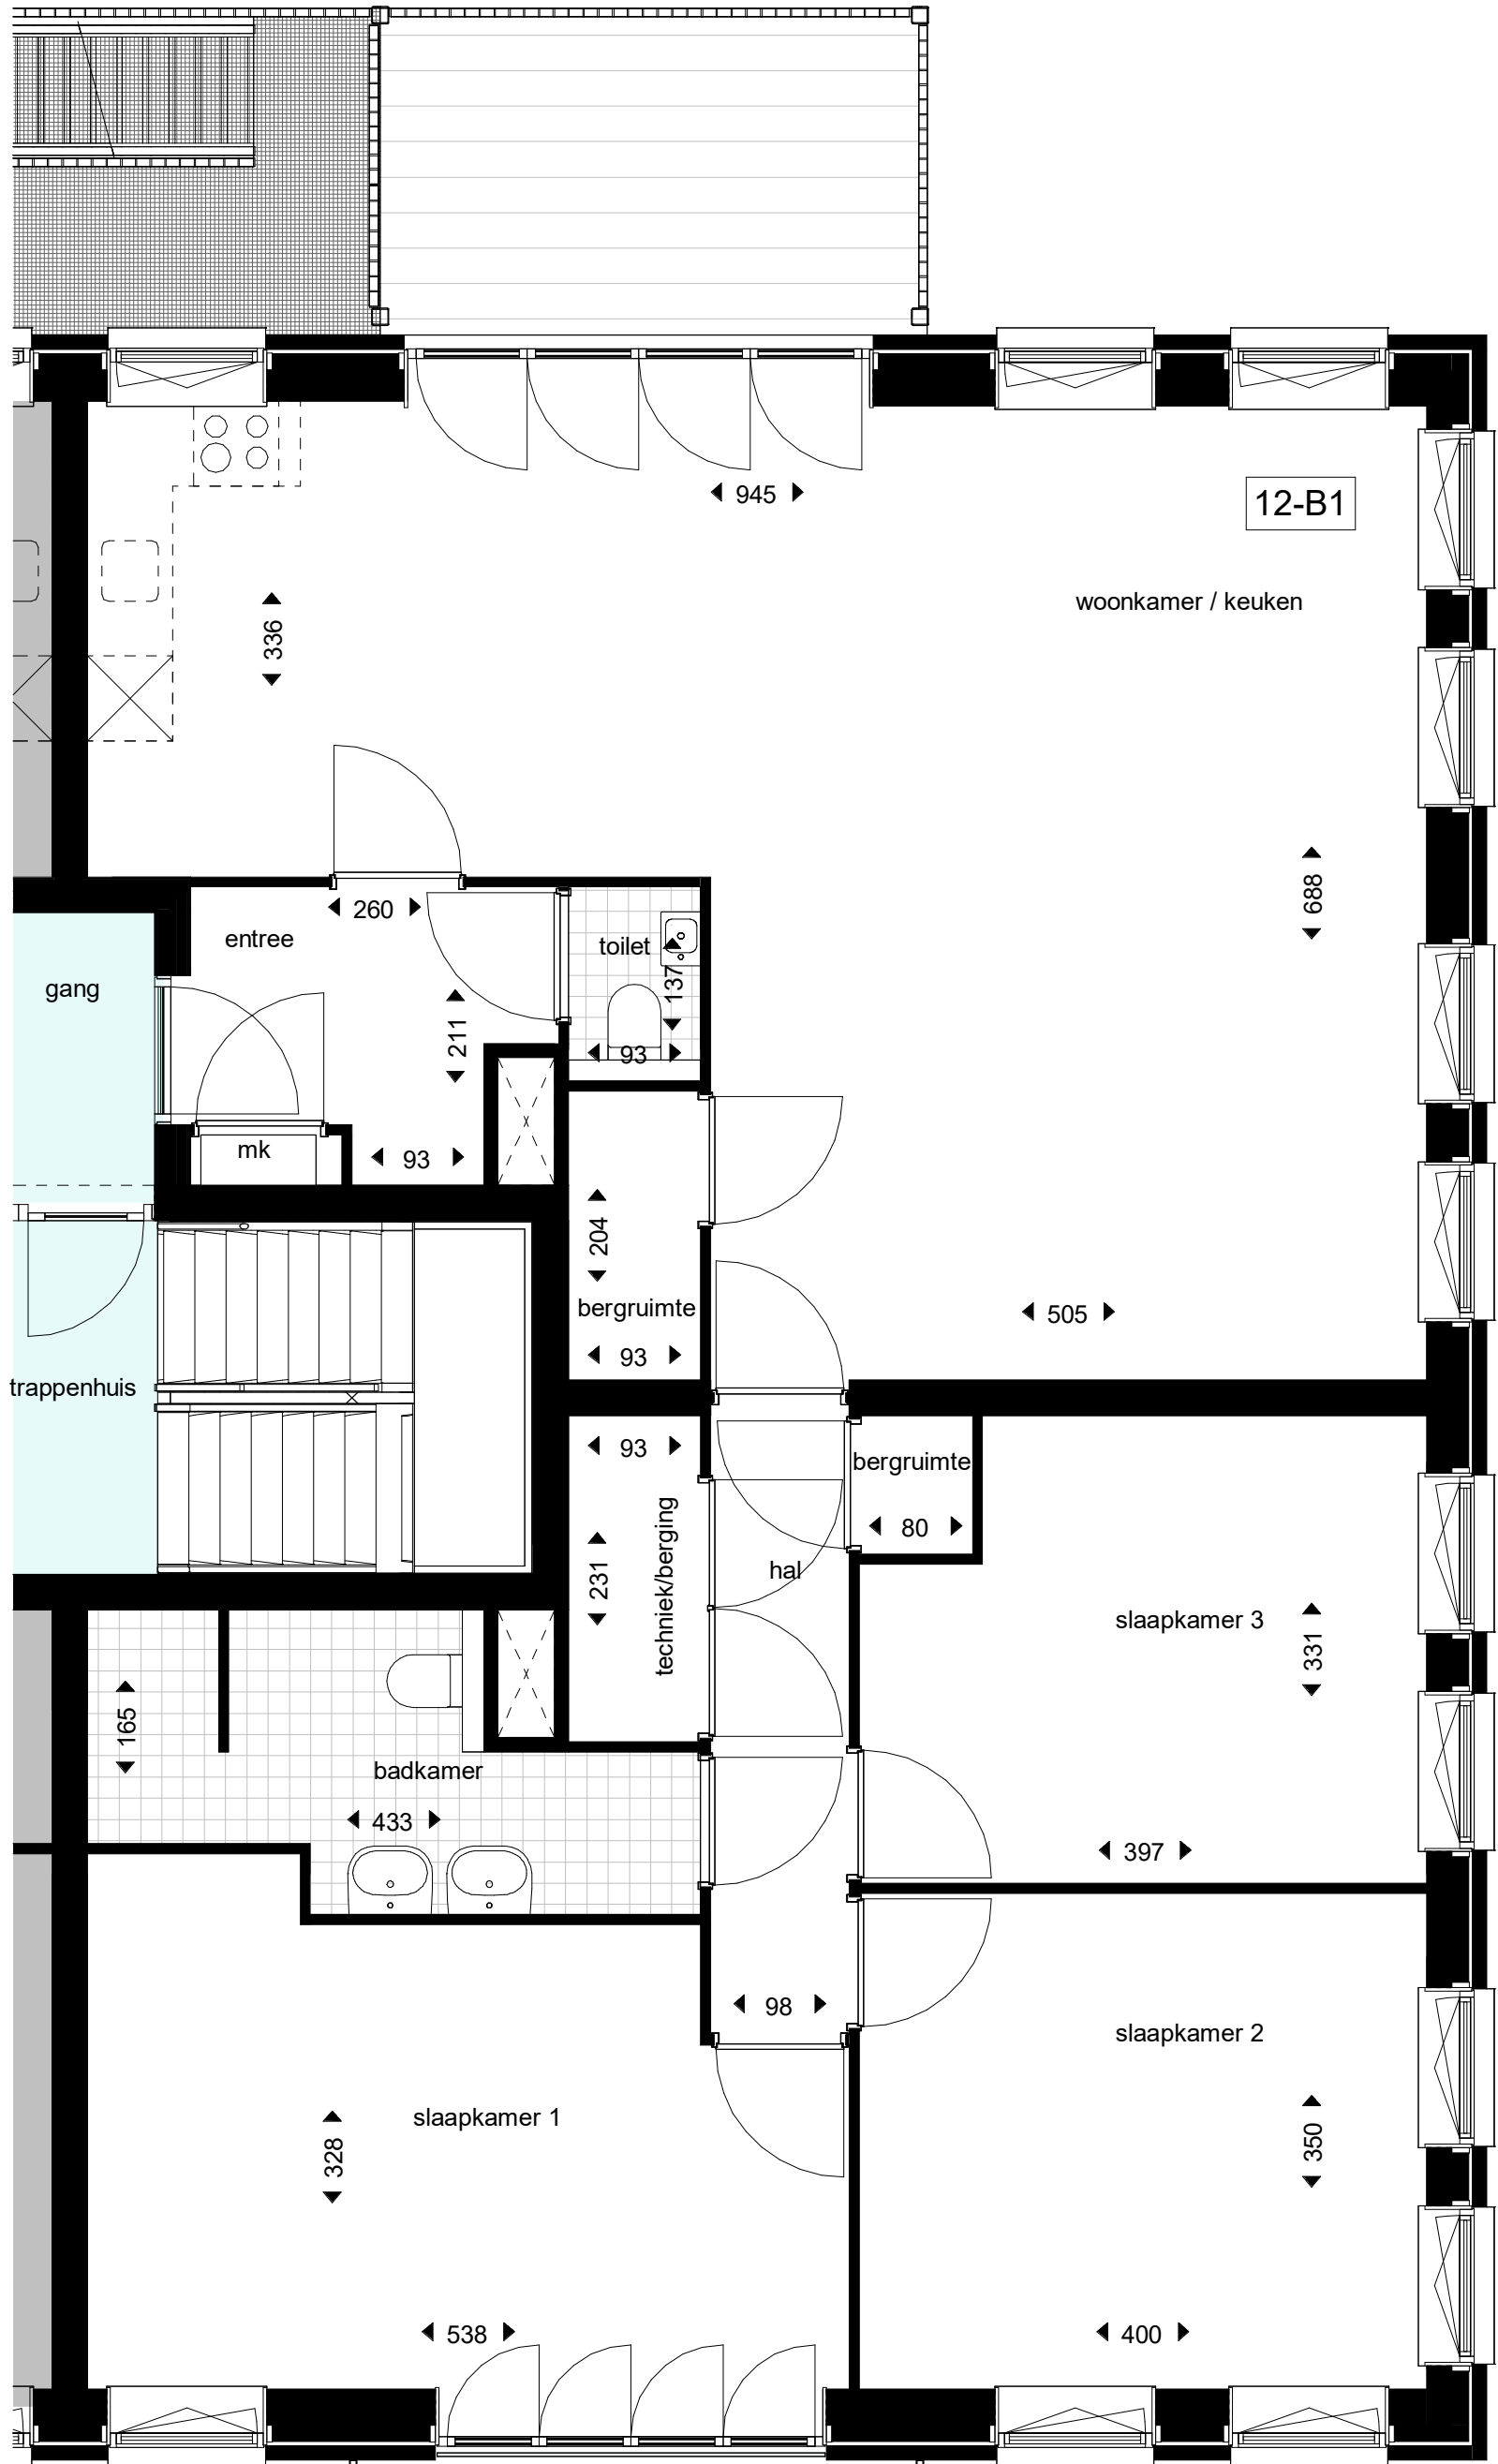 945
12-B1
woonkamer / keuken
336
688
260
entree
toilet
137
gang
211
93
mk
93
204
bergruimte
505
93
trappenhuis
93
bergruimte
80
techniek/berging
231
hal
slaapkamer 3
331
165
badkamer
433
397
98
slaapkamer 2
slaapkamer 1
328
350
538
400